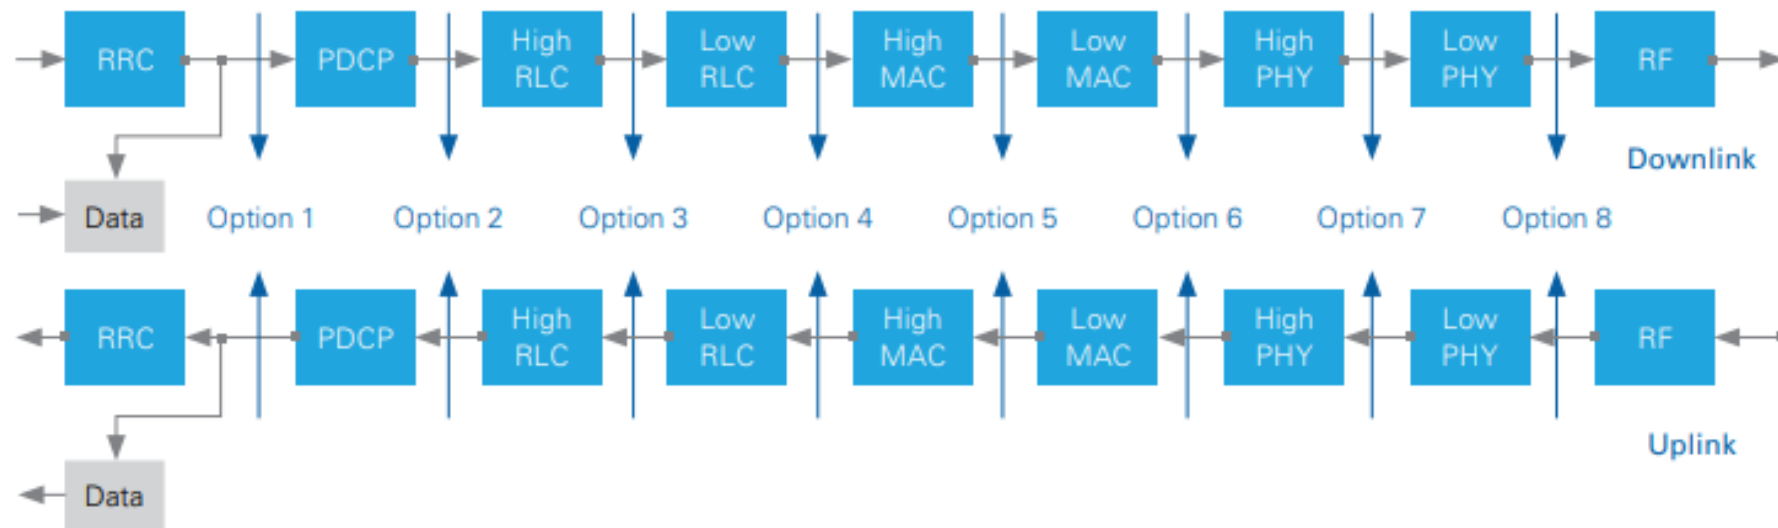 RRC
PDCP
High
RLC
Low
RLC
High
MAC
Low
MAC
High
PHY
Low
PHY
RF
Downlink
Data
Option 1
Option 2
Option 3
Option 4
Option 5
Option 6
Option 7
Option 8
RRC
PDCP
High
RLC
Low
RLC
High
MAC
Low
MAC
High
PHY
Low
PHY
RF
Uplink
Data